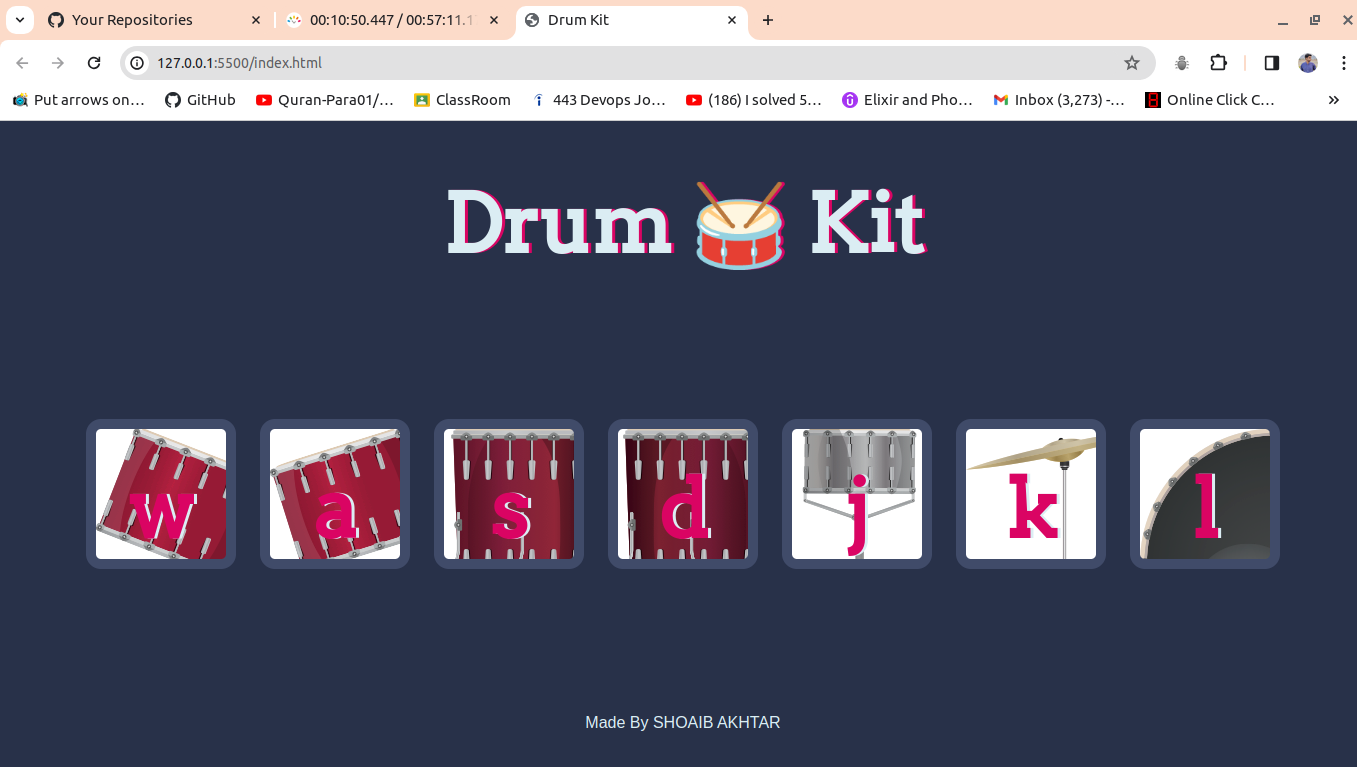 Your Repositories
00:10:50.447 / 00:57:11.1
Drum Kit
127.0.0.1:5500/index.html
Put arrows on…
GitHub
Quran-Para01/…
ClassRoom
443 Devops Jo…
(186) I solved 5…
Elixir and Pho…
Inbox (3,273) -…
Online Click C…
Drum 🥁 Kit
w a s d j k l
Made By SHOAIB AKHTAR